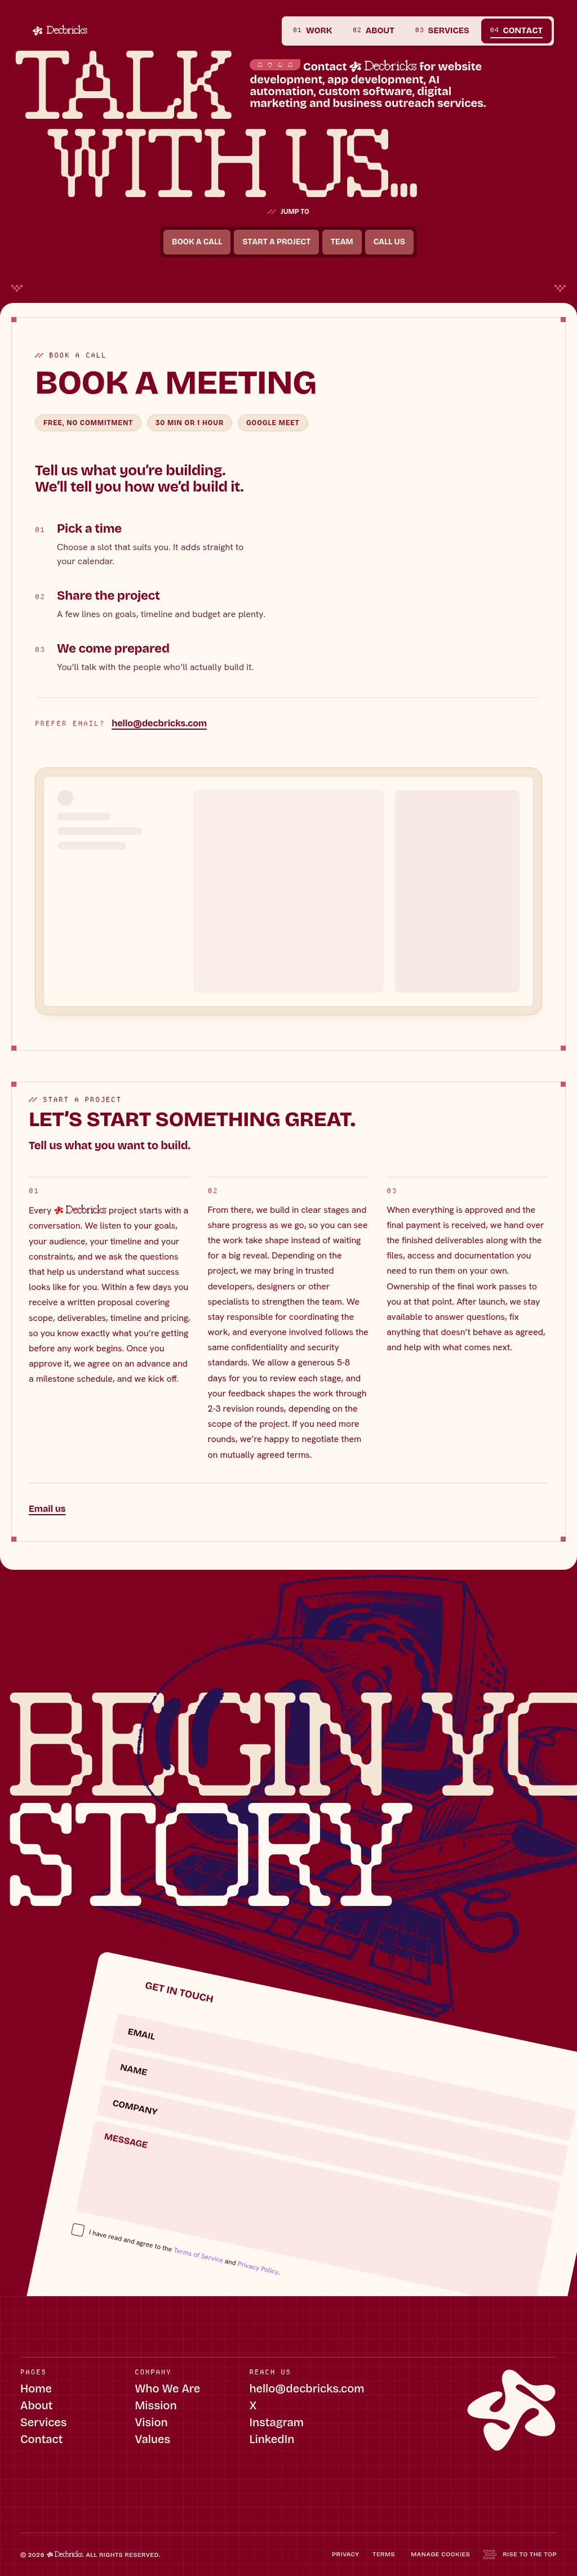 Decbricks
01 WORK 02 ABOUT 03 SERVICES 04 CONTACT
TALK
WITH US...
Contact Decbricks for website
development, app development, AI
automation, custom software, digital
marketing and business outreach services.
JUMP TO
BOOK A CALL START A PROJECT TEAM CALL US
BOOK A CALL
BOOK A MEETING
FREE, NO COMMITMENT 30 MIN OR 1 HOUR GOOGLE MEET
Tell us what you’re building.
We’ll tell you how we’d build it.
01 Pick a time
Choose a slot that suits you. It adds straight to
your calendar.
02 Share the project
A few lines on goals, timeline and budget are plenty.
03 We come prepared
You’ll talk with the people who’ll actually build it.
PREFER EMAIL? hello@decbricks.com
START A PROJECT
LET’S START SOMETHING GREAT.
Tell us what you want to build.
01
Every Decbricks project starts with a
conversation. We listen to your goals,
your audience, your timeline and your
constraints, and we ask the questions
that help us understand what success
looks like for you. Within a few days you
receive a written proposal covering
scope, deliverables, timeline and pricing,
so you know exactly what you’re getting
before any work begins. Once you
approve it, we agree on an advance and
a milestone schedule, and we kick off.
02
From there, we build in clear stages and
share progress as we go, so you can see
the work take shape instead of waiting
for a big reveal. Depending on the
project, we may bring in trusted
developers, designers or other
specialists to strengthen the team. We
stay responsible for coordinating the
work, and everyone involved follows the
same confidentiality and security
standards. We allow a generous 5-8
days for you to review each stage, and
your feedback shapes the work through
2-3 revision rounds, depending on the
scope of the project. If you need more
rounds, we’re happy to negotiate them
on mutually agreed terms.
03
When everything is approved and the
final payment is received, we hand over
the finished deliverables along with the
files, access and documentation you
need to run them on your own.
Ownership of the final work passes to
you at that point. After launch, we stay
available to answer questions, fix
anything that doesn’t behave as agreed,
and help with what comes next.
Email us
BEGIN YO
STORY
GET IN TOUCH
EMAIL
NAME
COMPANY
MESSAGE
I have read and agree to the Terms of Service and Privacy Policy.
PAGES
Home
About
Services
Contact
COMPANY
Who We Are
Mission
Vision
Values
REACH US
hello@decbricks.com
X
Instagram
LinkedIn
© 2026 Decbricks. ALL RIGHTS RESERVED.
PRIVACY TERMS MANAGE COOKIES RISE TO THE TOP